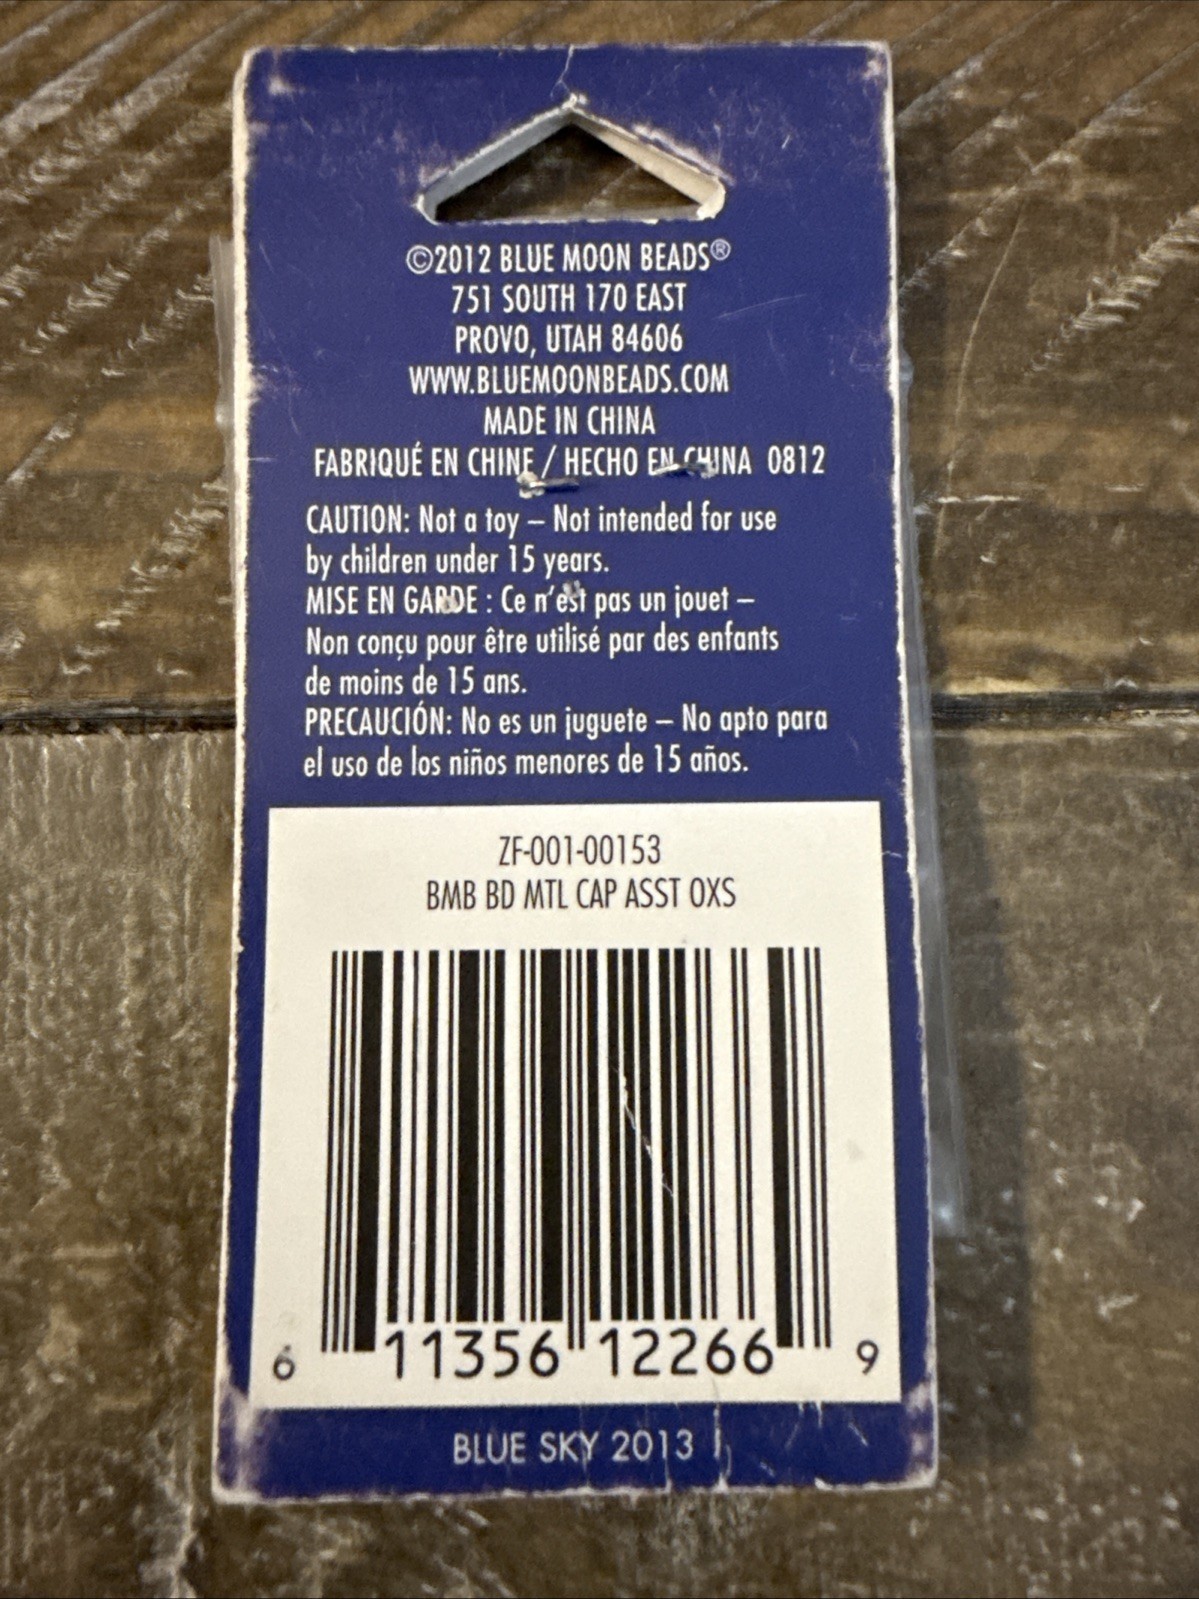 ©2012 BLUE MOON BEADS®
751 SOUTH 170 EAST
PROVO, UTAH 84606
WWW.BLUEMOONBEADS.COM
MADE IN CHINA
FABRIQUÉ EN CHINE / HECHO EN CHINA 0812
CAUTION: Not a toy – Not intended for use
by children under 15 years.
MISE EN GARDE : Ce n'est pas un jouet –
Non conçu pour être utilisé par des enfants
de moins de 15 ans.
PRECAUCIÓN: No es un juguete – No apto para
el uso de los niños menores de 15 años.
ZF-001-00153
BMB BD MTL CAP ASST OXS
6 11356 12266 9
BLUE SKY 2013